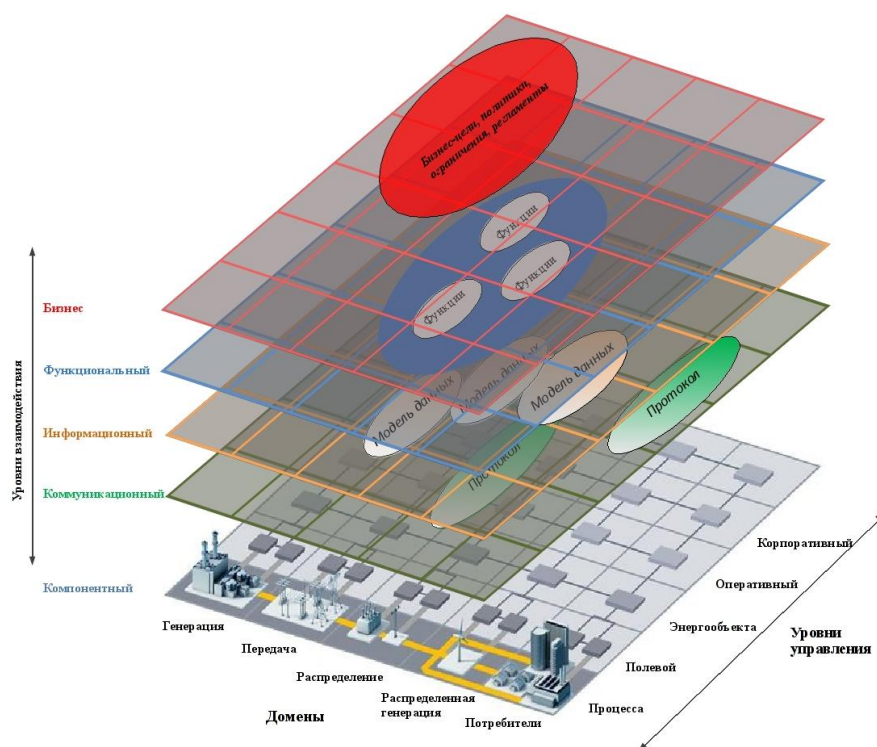 Бизнес-цели, политики,
ограничения, регламенты
Функции
Функции
Функции
Модель данных
Модель данных
Модель данных
Протокол
Протокол
Уровни взаимодействия
Бизнес
Функциональный
Информационный
Коммуникационный
Компонентный
Генерация
Передача
Распределение
Распределенная
генерация
Потребители
Домены
Процесса
Полевой
Энергообъекта
Оперативный
Корпоративный
Уровни
управления